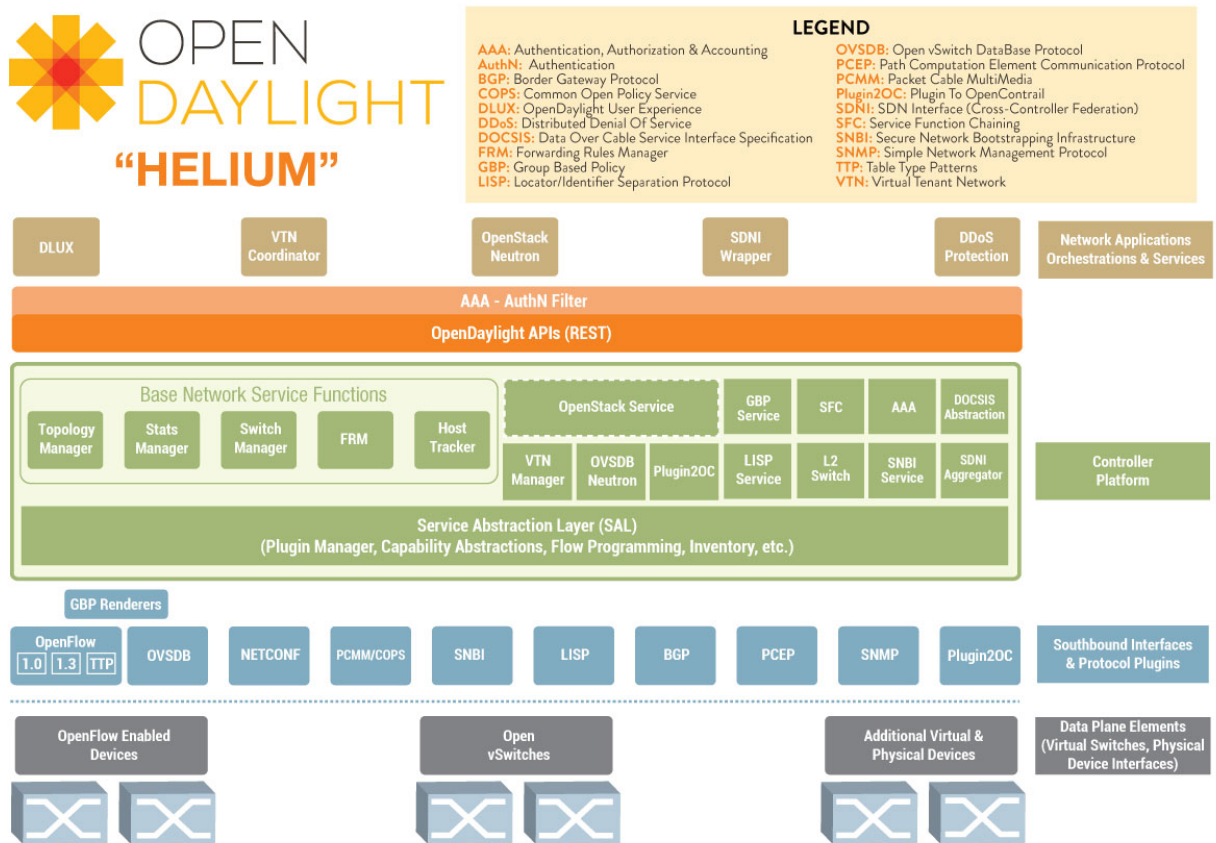 OPEN
DAYLIGHT
“HELIUM”
LEGEND
AAA: Authentication, Authorization & Accounting
AuthN: Authentication
BGP: Border Gateway Protocol
COPS: Common Open Policy Service
DLUX: OpenDaylight User Experience
DDoS: Distributed Denial Of Service
DOCSIS: Data Over Cable Service Interface Specification
FRM: Forwarding Rules Manager
GBP: Group Based Policy
LISP: Locator/Identifier Separation Protocol
OVSDB: Open vSwitch DataBase Protocol
PCEP: Path Computation Element Communication Protocol
PCMM: Packet Cable MultiMedia
Plugin2OC: Plugin To OpenContrail
SDNI: SDN Interface (Cross-Controller Federation)
SFC: Service Function Chaining
SNBI: Secure Network Bootstrapping Infrastructure
SNMP: Simple Network Management Protocol
TTP: Table Type Patterns
VTN: Virtual Tenant Network
DLUX
VTN
Coordinator
OpenStack
Neutron
SDNI
Wrapper
DDoS
Protection
Network Applications
Orchestrations & Services
AAA - AuthN Filter
OpenDaylight APIs (REST)
Base Network Service Functions
Topology
Manager
Stats
Manager
Switch
Manager
FRM
Host
Tracker
OpenStack Service
GBP
Service
SFC
AAA
DOCSIS
Abstraction
VTN
Manager
OVSDB
Neutron
Plugin2OC
LISP
Service
L2
Switch
SNBI
Service
SDNI
Aggregator
Controller
Platform
Service Abstraction Layer (SAL)
(Plugin Manager, Capability Abstractions, Flow Programming, Inventory, etc.)
GBP Renderers
OpenFlow
1.0 1.3 TTP
OVSDB
NETCONF
PCMM/COPS
SNBI
LISP
BGP
PCEP
SNMP
Plugin2OC
Southbound Interfaces
& Protocol Plugins
OpenFlow Enabled
Devices
Open
vSwitches
Additional Virtual &
Physical Devices
Data Plane Elements
(Virtual Switches, Physical
Device Interfaces)